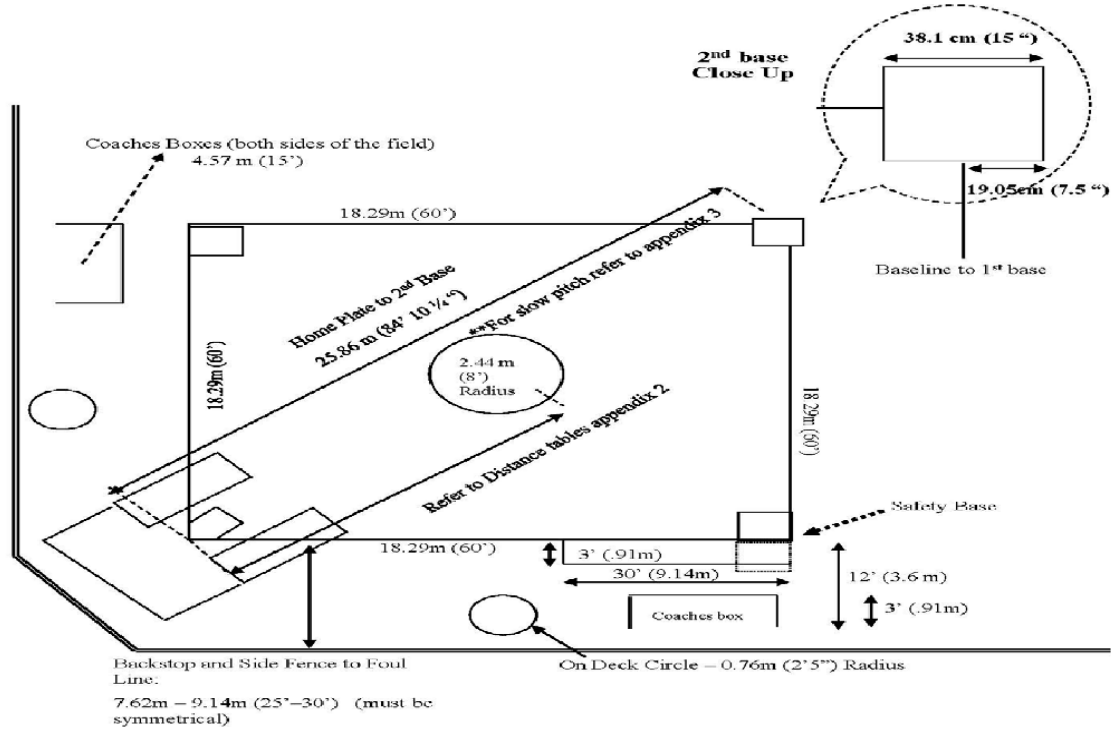 38.1 cm (15 “)
2nd base
Close Up
Coaches Boxes (both sides of the field)
4.57 m (15’)
19.05cm (7.5 “)
18.29m (60’)
Baseline to 1st base
Home Plate to 2nd Base
25.86 m (84’ 10 ¼ “)
**For slow pitch refer to appendix 3
2.44 m
(8’)
Radius
18.29m (60’)
18.29m (60’)
Refer to Distance tables appendix 2
Safety Base
18.29m (60’)
3’ (.91m)
30’ (9.14m)
12’ (3.6 m)
3’ (.91m)
Coaches box
Backstop and Side Fence to Foul
Line:
7.62m – 9.14m (25’–30’) (must be
symmetrical)
On Deck Circle – 0.76m (2’5”) Radius